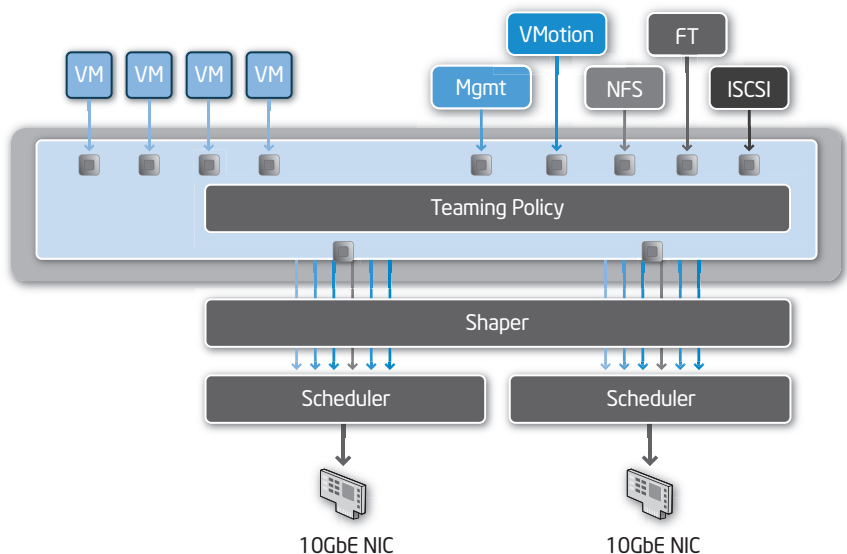 VMotion
FT
VM
VM
VM
VM
Mgmt
NFS
ISCSI
Teaming Policy
Shaper
Scheduler
Scheduler
10GbE NIC
10GbE NIC